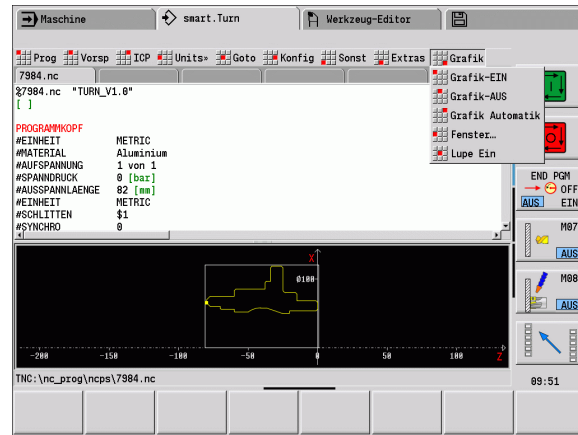 Maschine smart.Turn Werkzeug-Editor
Prog Vorsp ICP Units» Goto Konfig Sonst Extras Grafik
7984.nc
%7984.nc "TURN_V1.0"
[ ]
PROGRAMMKOPF
#EINHEIT METRIC
#MATERIAL Aluminium
#AUFSPANNUNG 1 von 1
#SPANNDRUCK 0 [bar]
#AUSSPANNLAENGE 82 [mm]
#EINHEIT METRIC
#SCHLITTEN $1
#SYNCHRO 0
Grafik-EIN
Grafik-AUS
Grafik Automatik
Fenster…
Lupe Ein
END PGM
OFF
AUS EIN
M07
AUS
M08
AUS
X
Ø100
-200 -150 -100 -50 0 50 100 Z
TNC:\nc_prog\ncps\7984.nc
09:51